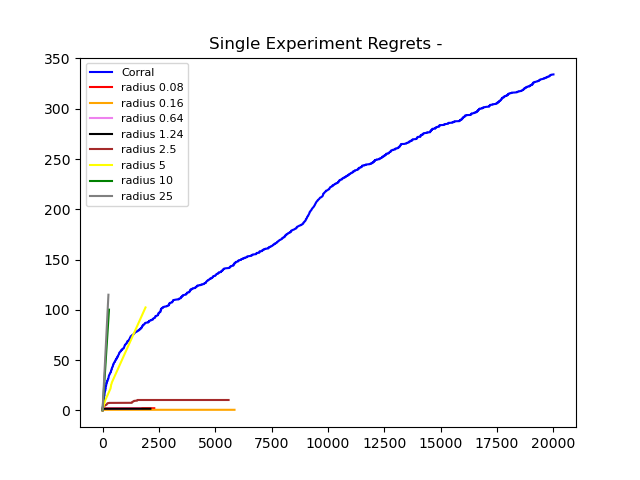 Single Experiment Regrets -
350
300
250
200
150
100
50
0
Corral
radius 0.08
radius 0.16
radius 0.64
radius 1.24
radius 2.5
radius 5
radius 10
radius 25
0 2500 5000 7500 10000 12500 15000 17500 20000